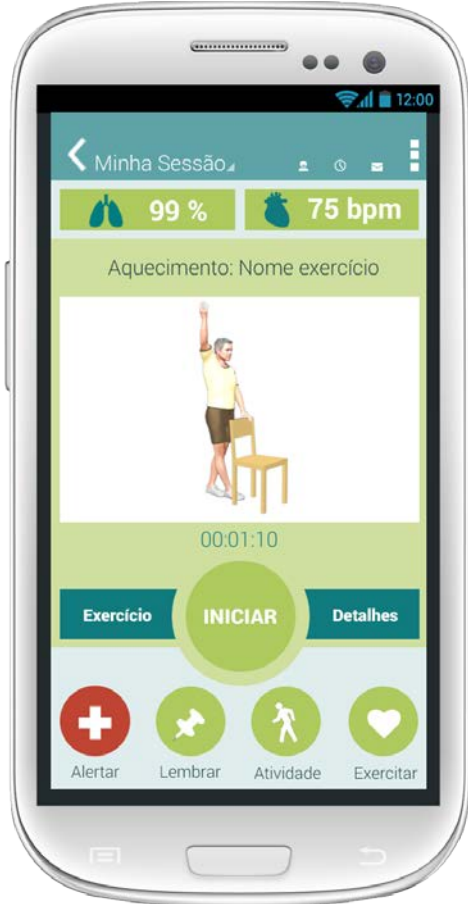 12:00
Minha Sessão
99 % 75 bpm
Aquecimento: Nome exercício
00:01:10
Exercício INICIAR Detalhes
Alertar Lembrar Atividade Exercitar